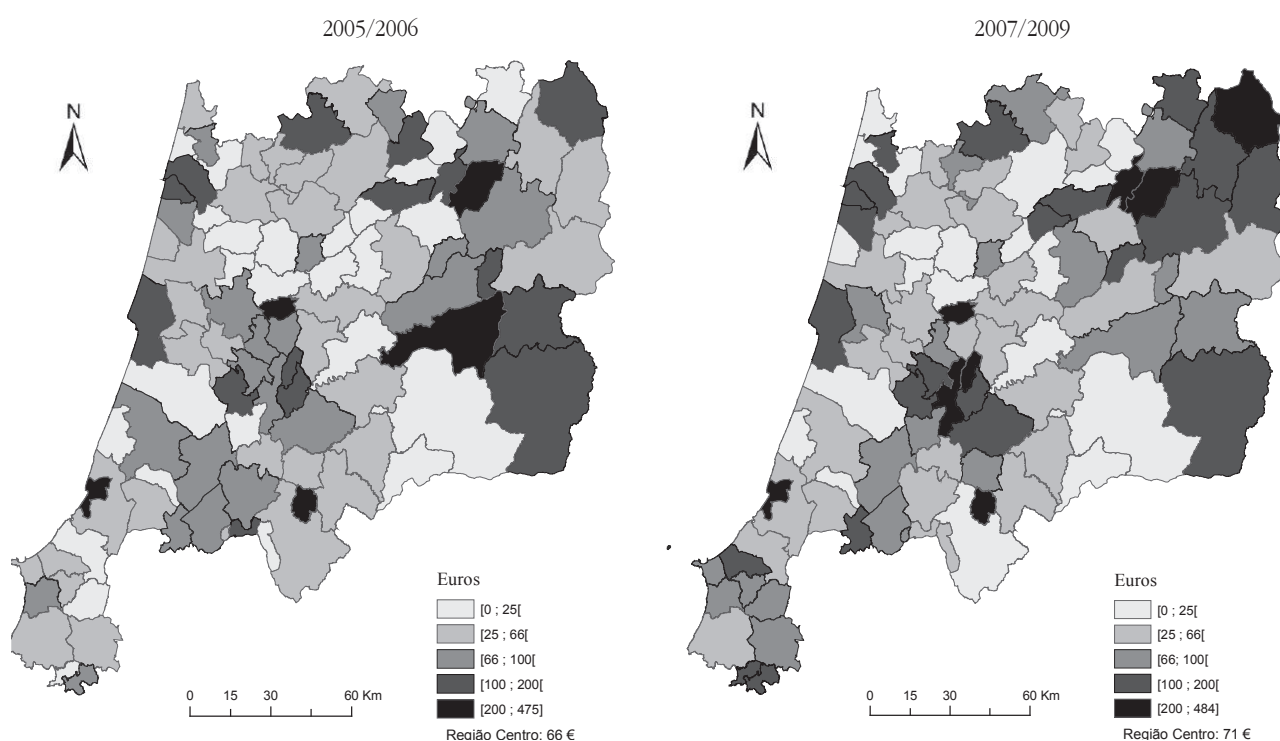 2005/2006
N
Euros
[0 ; 25[
[25 ; 66[
[66 ; 100[
[100 ; 200[
[200 ; 475]
0 15 30 60 Km
Região Centro: 66 €
2007/2009
N
Euros
[0 ; 25[
[25 ; 66[
[66; 100[
[100 ; 200[
[200 ; 484]
0 15 30 60 Km
Região Centro: 71 €